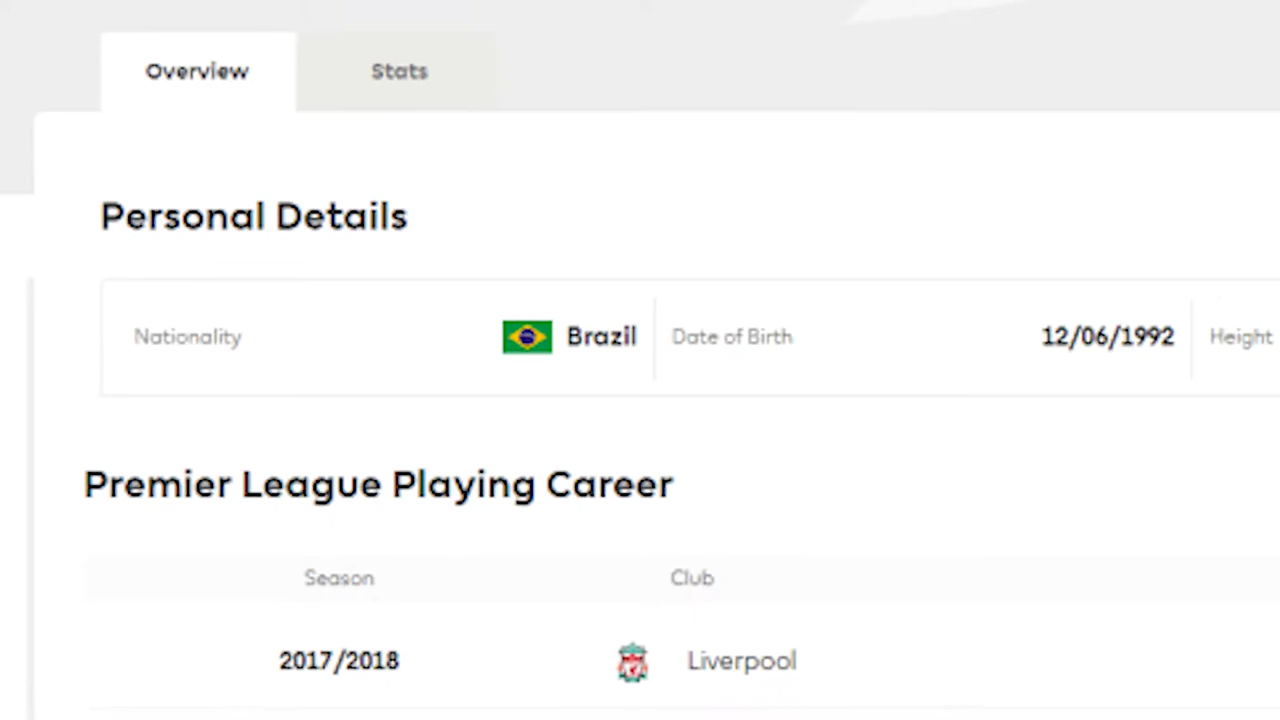 Overview Stats
Personal Details
Nationality Brazil Date of Birth 12/06/1992 Height
Premier League Playing Career
Season Club
2017/2018 Liverpool